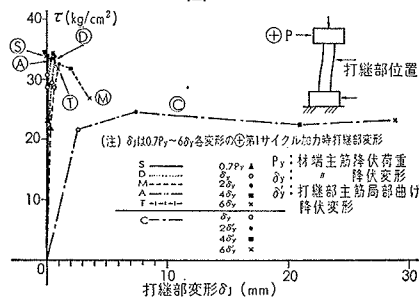 τ(kg/cm²)
Ⓢ
40
Ⓓ
⊕P
Ⓐ
打継部位置
30
Ⓣ
Ⓜ
Ⓒ
20
(注) δJは0.7Py~6δy各変形の⊕第1サイクル加力時打継部変形
S 0.7Py ▲
D δy ○
M 2δy ●
A 4δy ■
T 6δy ×
C δy' ○
2δy' ●
4δy' ■
6δy' ×
Py:材端主筋降伏荷重
δy: 〃 降伏変形
δy':打継部主筋局部曲げ
降伏変形
10
0 10 20 30 (mm)
打継部変形δJ